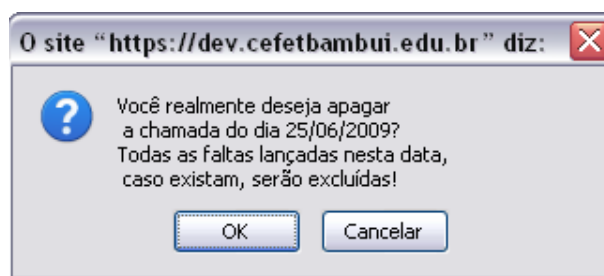 O site “https://dev.cefetbambui.edu.br” diz:
Você realmente deseja apagar
a chamada do dia 25/06/2009?
Todas as faltas lançadas nesta data,
caso existam, serão excluídas!
OK Cancelar